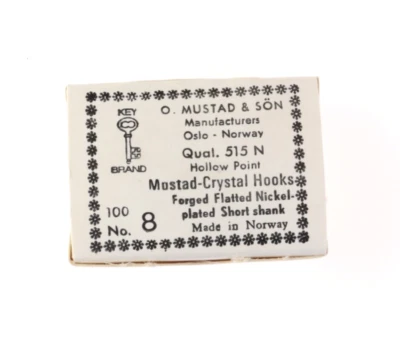 KEY
BRAND
O. MUSTAD & SÖN
Manufacturers
Oslo - Norway
Qual. 515 N
Hollow Point
Mustad-Crystal Hooks
Forged Flatted Nickel-
plated Short shank
100
No. 8
Made in Norway